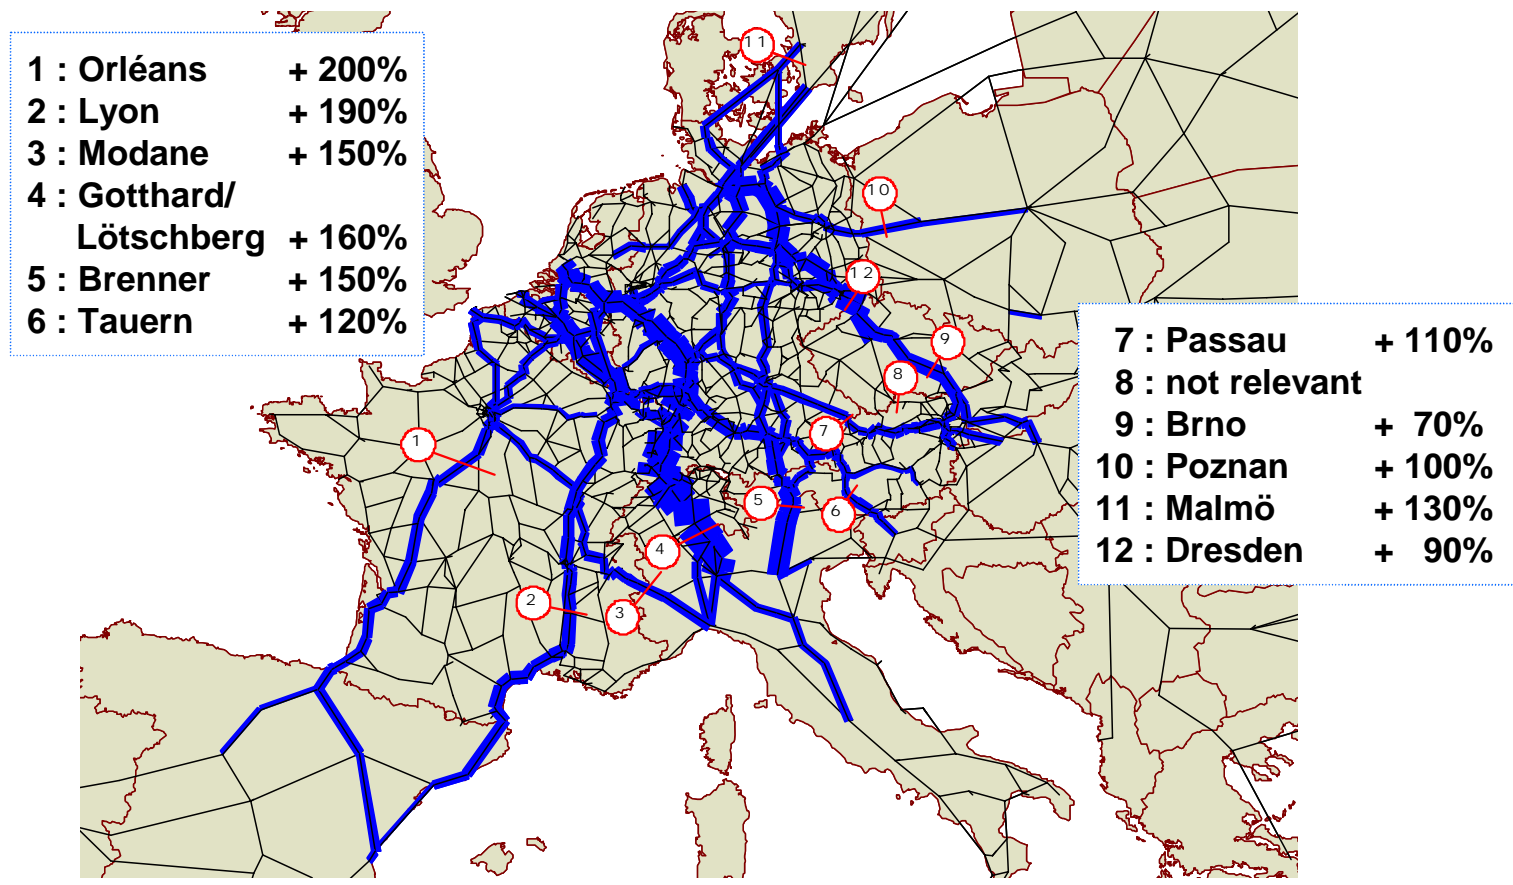 1 : Orléans + 200%
2 : Lyon + 190%
3 : Modane + 150%
4 : Gotthard/
Lötschberg + 160%
5 : Brenner + 150%
6 : Tauern + 120%
7 : Passau + 110%
8 : not relevant
9 : Brno + 70%
10 : Poznan + 100%
11 : Malmö + 130%
12 : Dresden + 90%
11
10
12
9
8
7
1
5
6
4
2
3